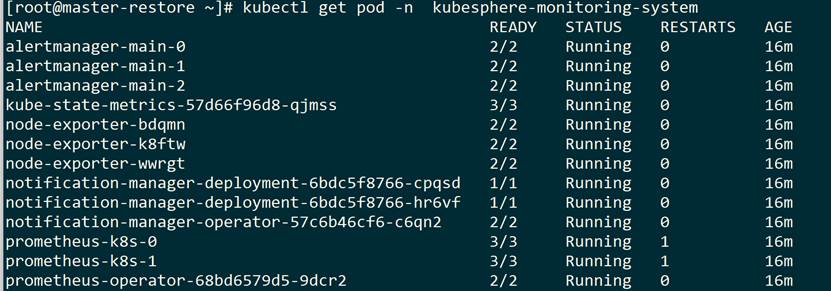 [root@master-restore ~]# kubectl get pod -n  kubesphere-monitoring-system
NAME                                              READY   STATUS    RESTARTS   AGE
alertmanager-main-0                               2/2     Running   0          16m
alertmanager-main-1                               2/2     Running   0          16m
alertmanager-main-2                               2/2     Running   0          16m
kube-state-metrics-57d66f96d8-qjmss               3/3     Running   0          16m
node-exporter-bdqmn                               2/2     Running   0          16m
node-exporter-k8ftw                               2/2     Running   0          16m
node-exporter-wwrgt                               2/2     Running   0          16m
notification-manager-deployment-6bdc5f8766-cpqsd  1/1     Running   0          16m
notification-manager-deployment-6bdc5f8766-hr6vf  1/1     Running   0          16m
notification-manager-operator-57c6b46cf6-c6qn2    2/2     Running   0          16m
prometheus-k8s-0                                  3/3     Running   1          16m
prometheus-k8s-1                                  3/3     Running   1          16m
prometheus-operator-68bd6579d5-9dcr2              2/2     Running   0          16m